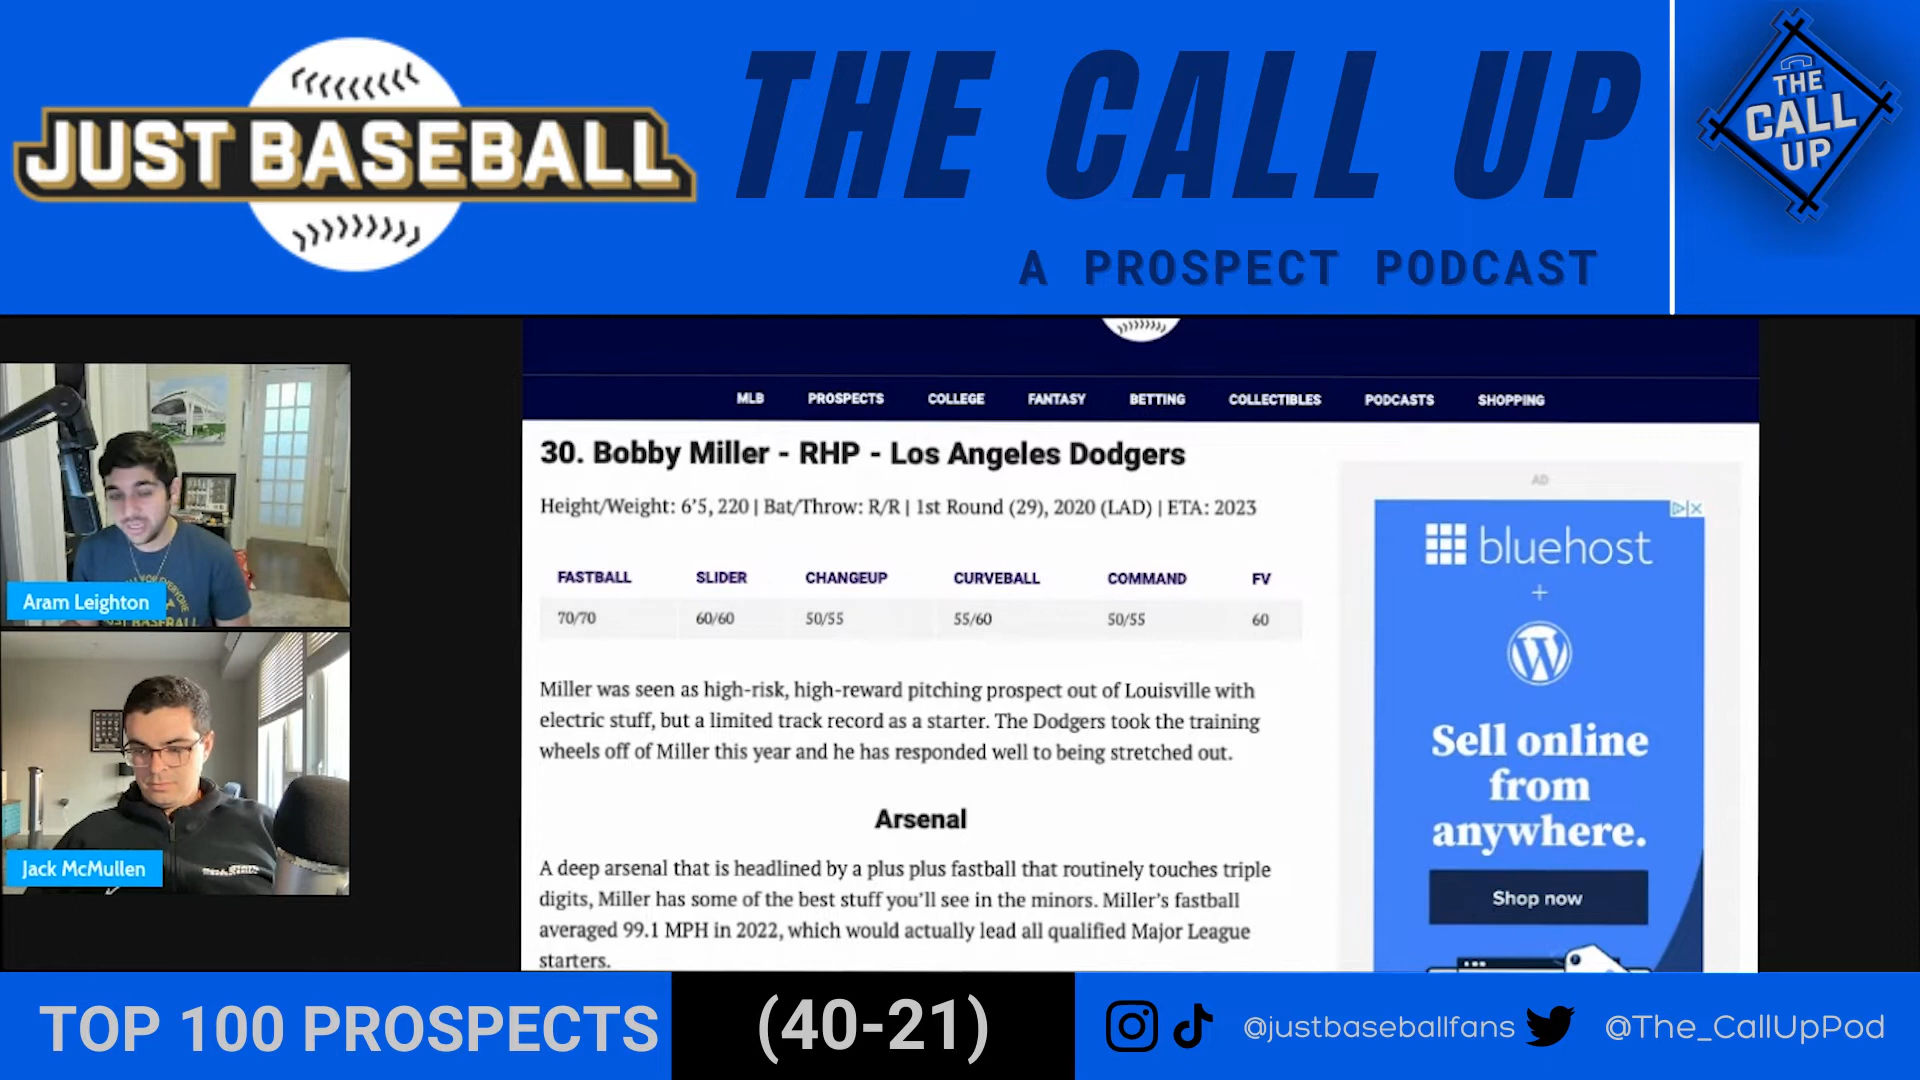 JUST BASEBALL
THE CALL UP
A PROSPECT PODCAST
THE
CALL
UP
MLB PROSPECTS COLLEGE FANTASY BETTING COLLECTIBLES PODCASTS SHOPPING
30. Bobby Miller - RHP - Los Angeles Dodgers
Height/Weight: 6’5, 220 | Bat/Throw: R/R | 1st Round (29), 2020 (LAD) | ETA: 2023
FASTBALL SLIDER CHANGEUP CURVEBALL COMMAND FV
70/70 60/60 50/55 55/60 50/55 60
Miller was seen as high-risk, high-reward pitching prospect out of Louisville with
electric stuff, but a limited track record as a starter. The Dodgers took the training
wheels off of Miller this year and he has responded well to being stretched out.
Arsenal
A deep arsenal that is headlined by a plus plus fastball that routinely touches triple
digits, Miller has some of the best stuff you’ll see in the minors. Miller’s fastball
averaged 99.1 MPH in 2022, which would actually lead all qualified Major League
starters.
AD
bluehost
+
Sell online
from
anywhere.
Shop now
Aram Leighton
Jack McMullen
TOP 100 PROSPECTS
(40-21)
@justbaseballfans
@The_CallUpPod